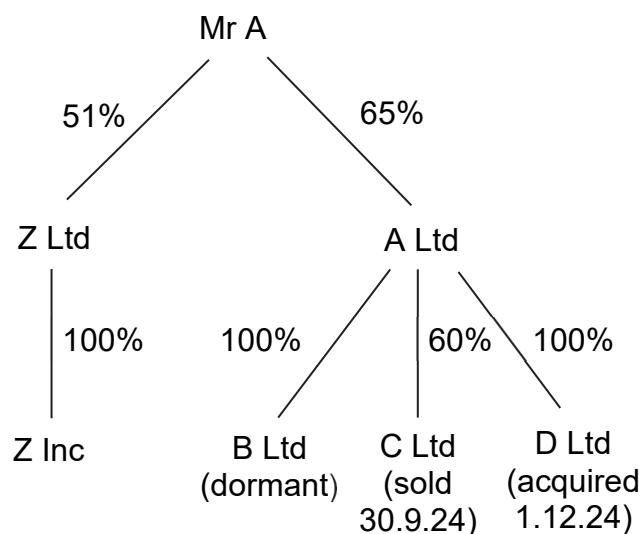 Mr A
51%
65%
Z Ltd
A Ltd
100%
100%
60%
100%
Z Inc
B Ltd
(dormant)
C Ltd
(sold
30.9.24)
D Ltd
(acquired
1.12.24)